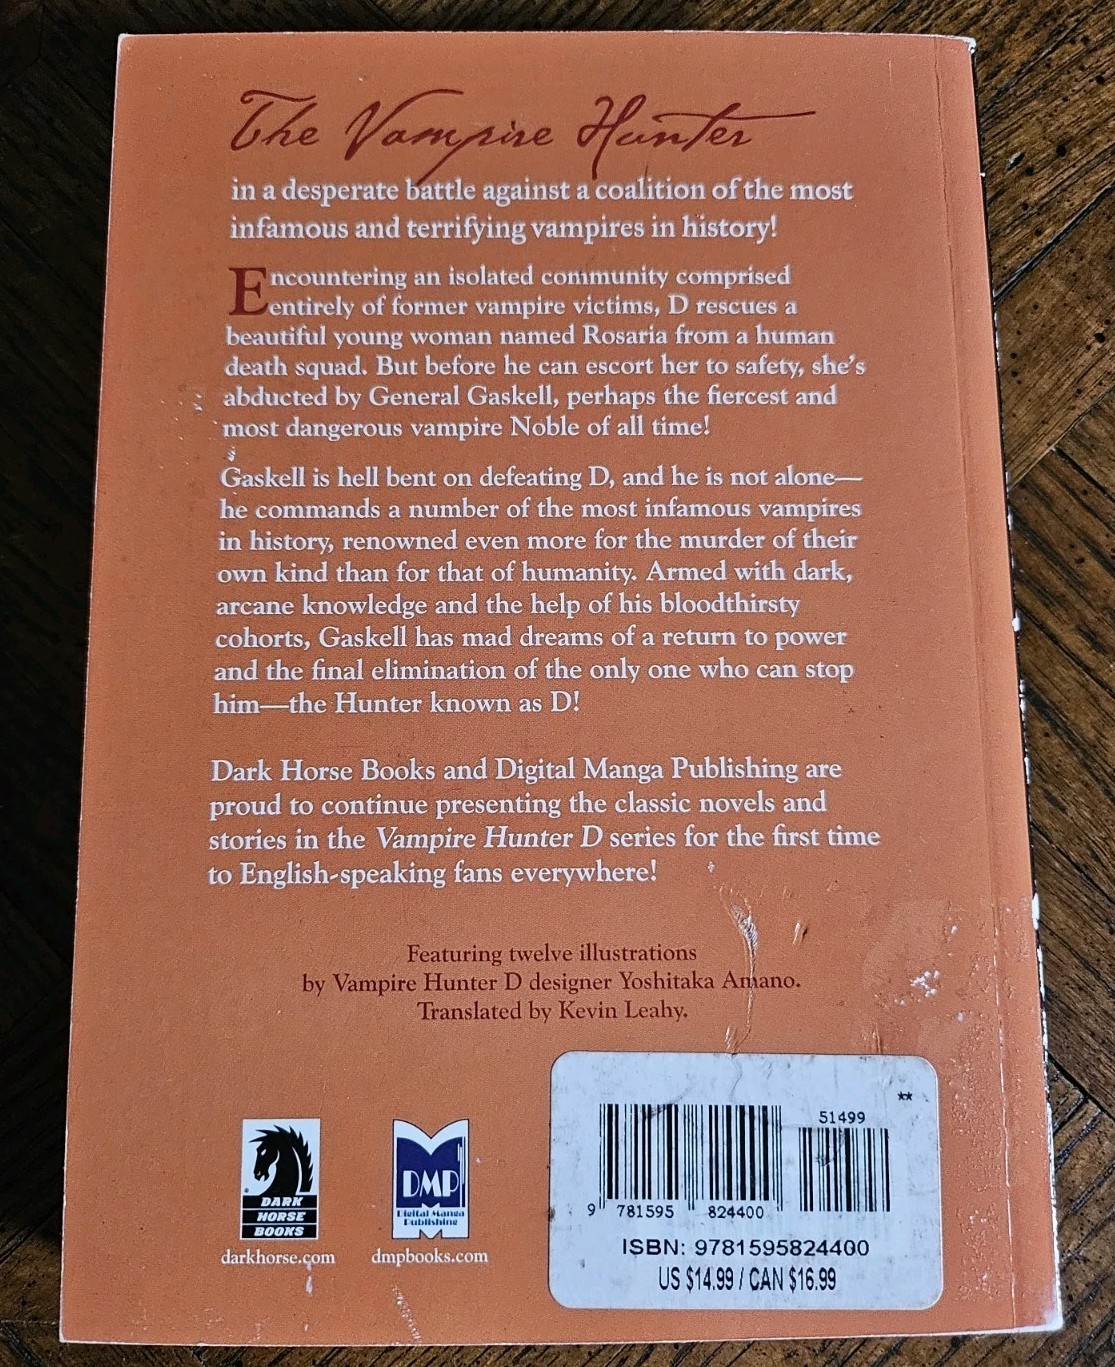 The Vampire Hunter
in a desperate battle against a coalition of the most
infamous and terrifying vampires in history!
Encountering an isolated community comprised
entirely of former vampire victims, D rescues a
beautiful young woman named Rosaria from a human
death squad. But before he can escort her to safety, she's
abducted by General Gaskell, perhaps the fiercest and
most dangerous vampire Noble of all time!
Gaskell is hell bent on defeating D, and he is not alone—
he commands a number of the most infamous vampires
in history, renowned even more for the murder of their
own kind than for that of humanity. Armed with dark,
arcane knowledge and the help of his bloodthirsty
cohorts, Gaskell has mad dreams of a return to power
and the final elimination of the only one who can stop
him—the Hunter known as D!
Dark Horse Books and Digital Manga Publishing are
proud to continue presenting the classic novels and
stories in the Vampire Hunter D series for the first time
to English-speaking fans everywhere!
Featuring twelve illustrations
by Vampire Hunter D designer Yoshitaka Amano.
Translated by Kevin Leahy.
DARK
HORSE
BOOKS
darkhorse.com
DMP
Digital Manga
Publishing
dmpbooks.com
**
51499
9 781595 824400
ISBN: 9781595824400
US $14.99 / CAN $16.99